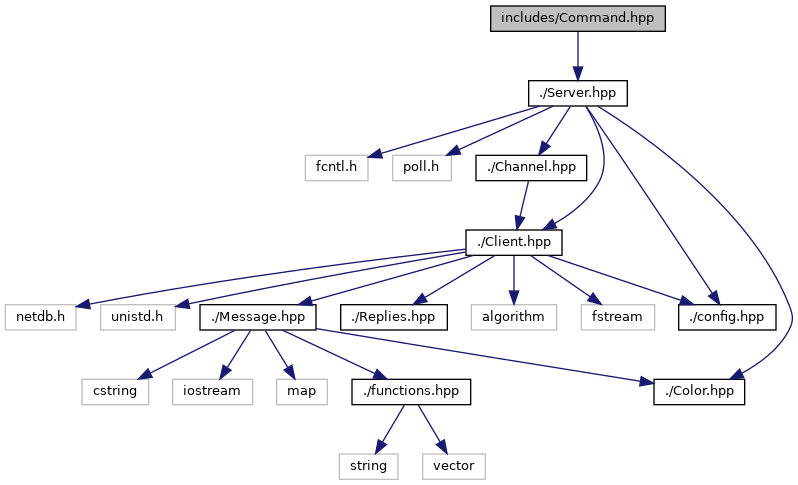 includes/Command.hpp
./Server.hpp
fcntl.h
poll.h
./Channel.hpp
./Client.hpp
netdb.h
unistd.h
./Message.hpp
./Replies.hpp
algorithm
fstream
./config.hpp
cstring
iostream
map
./functions.hpp
./Color.hpp
string
vector